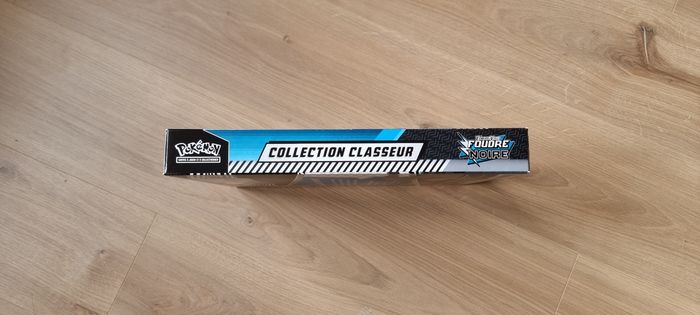 Pokémon
COLLECTION CLASSEUR
FOUDRE
NOIRE